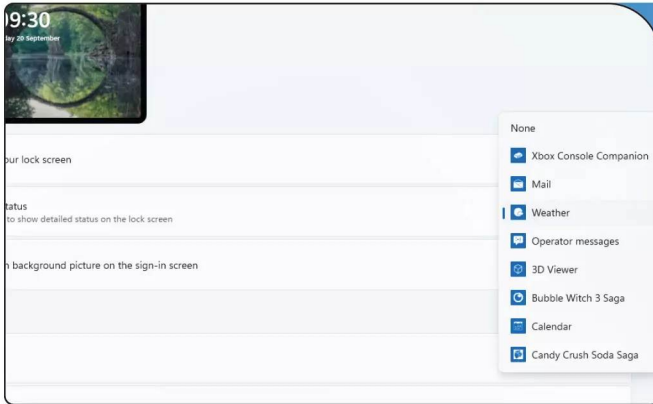 09:30
20 September
our lock screen
tatus
to show detailed status on the lock screen
background picture on the sign-in screen
None
Xbox Console Companion
Mail
Weather
Operator messages
3D Viewer
Bubble Witch 3 Saga
Calendar
Candy Crush Soda Saga